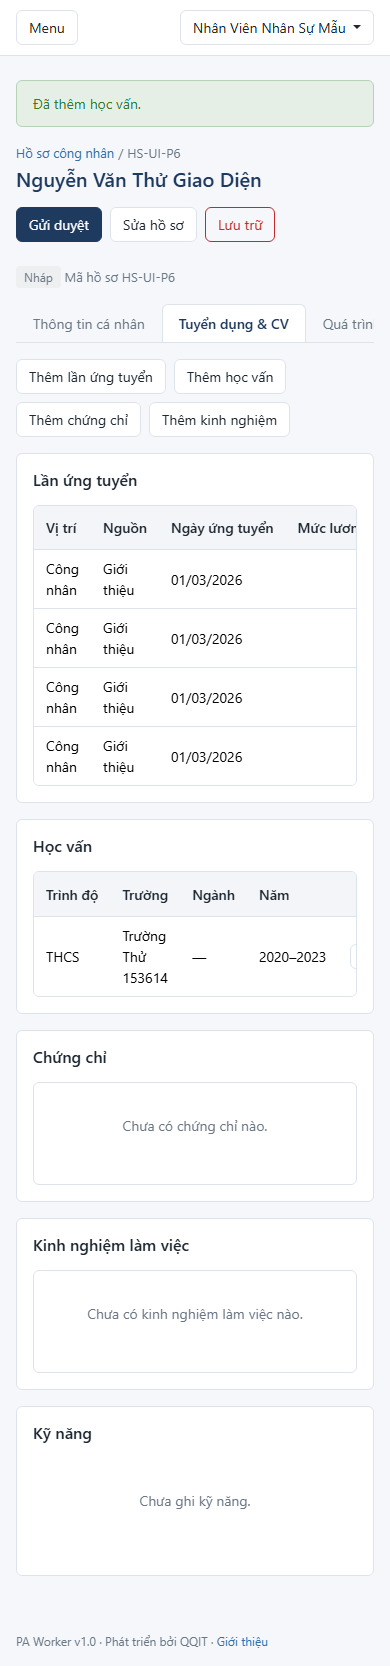 Menu
Nhân Viên Nhân Sự Mẫu
Đã thêm học vấn.
Hồ sơ công nhân / HS-UI-P6
Nguyễn Văn Thử Giao Diện
Gửi duyệt
Sửa hồ sơ
Lưu trữ
Nháp Mã hồ sơ HS-UI-P6
Thông tin cá nhân
Tuyển dụng & CV
Quá trìn
Thêm lần ứng tuyển
Thêm học vấn
Thêm chứng chỉ
Thêm kinh nghiệm
Lần ứng tuyển
Vị trí Nguồn Ngày ứng tuyển Mức lươn
Công nhân Giới thiệu 01/03/2026
Công nhân Giới thiệu 01/03/2026
Công nhân Giới thiệu 01/03/2026
Công nhân Giới thiệu 01/03/2026
Học vấn
Trình độ Trường Ngành Năm
THCS Trường Thử 153614 — 2020–2023
Chứng chỉ
Chưa có chứng chỉ nào.
Kinh nghiệm làm việc
Chưa có kinh nghiệm làm việc nào.
Kỹ năng
Chưa ghi kỹ năng.
PA Worker v1.0 · Phát triển bởi QQIT · Giới thiệu